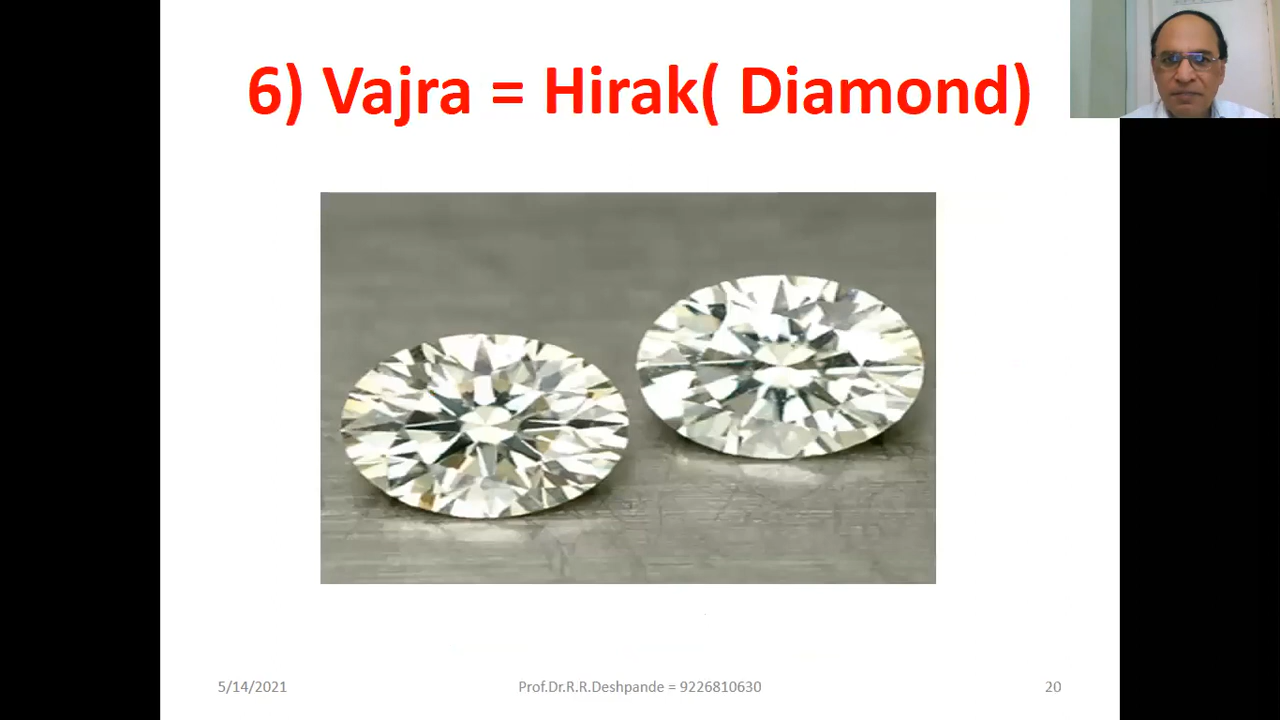 6) Vajra = Hirak( Diamond)
5/14/2021
Prof.Dr.R.R.Deshpande = 9226810630
20